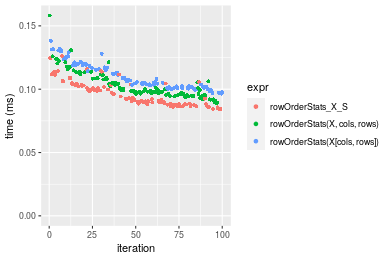 0.15
0.10
0.05
0.00
time (ms)
0
25
50
75
100
iteration
expr
rowOrderStats_X_S
rowOrderStats(X, cols, rows)
rowOrderStats(X[cols, rows])